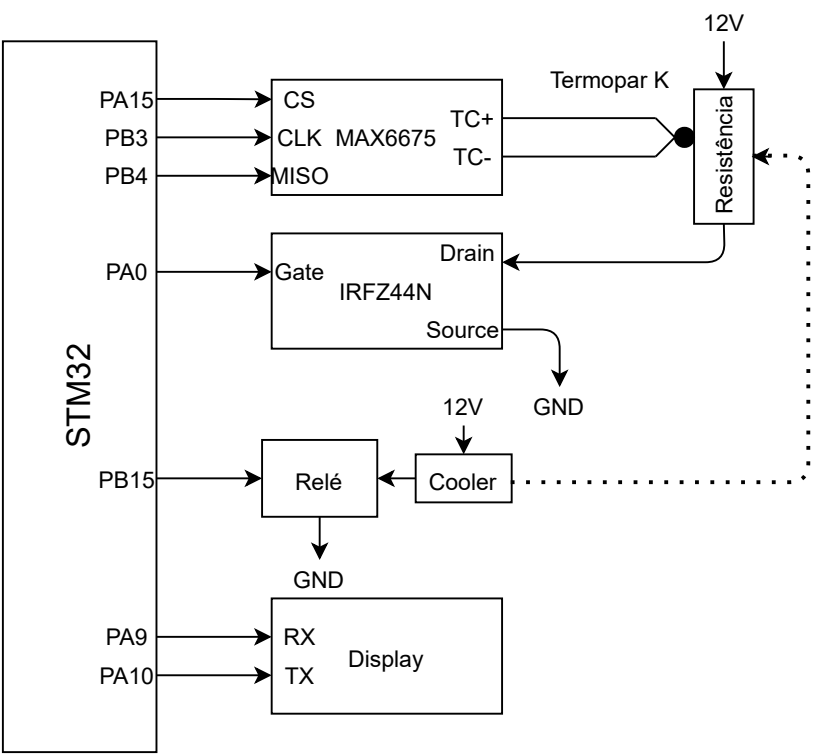 12V
Termopar K
PA15
CS
TC+
PB3
CLK
MAX6675
TC-
PB4
MISO
Resistência
PA0
Gate
Drain
IRFZ44N
Source
GND
STM32
12V
PB15
Relé
Cooler
GND
PA9
RX
Display
PA10
TX